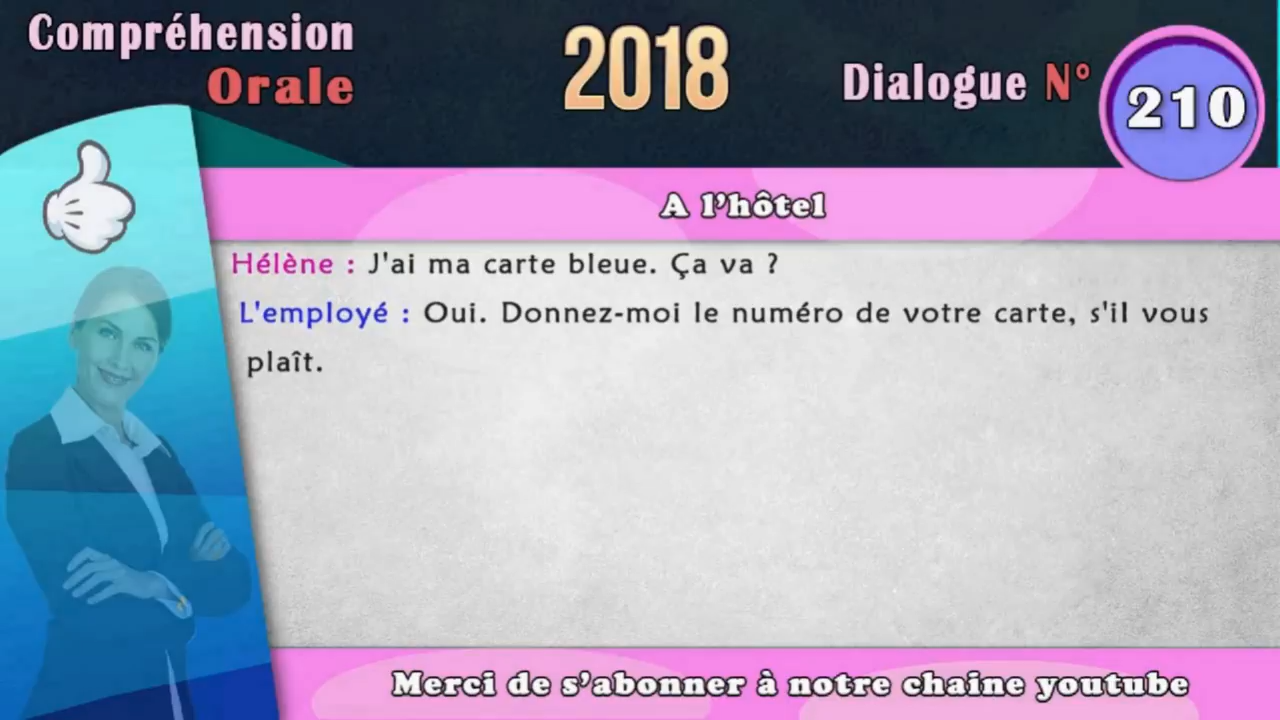 Compréhension
Orale
2018
Dialogue N°
210
A l'hôtel
Hélène : J'ai ma carte bleue. Ça va ?
L'employé : Oui. Donnez-moi le numéro de votre carte, s'il vous
plaît.
Merci de s'abonner à notre chaine youtube